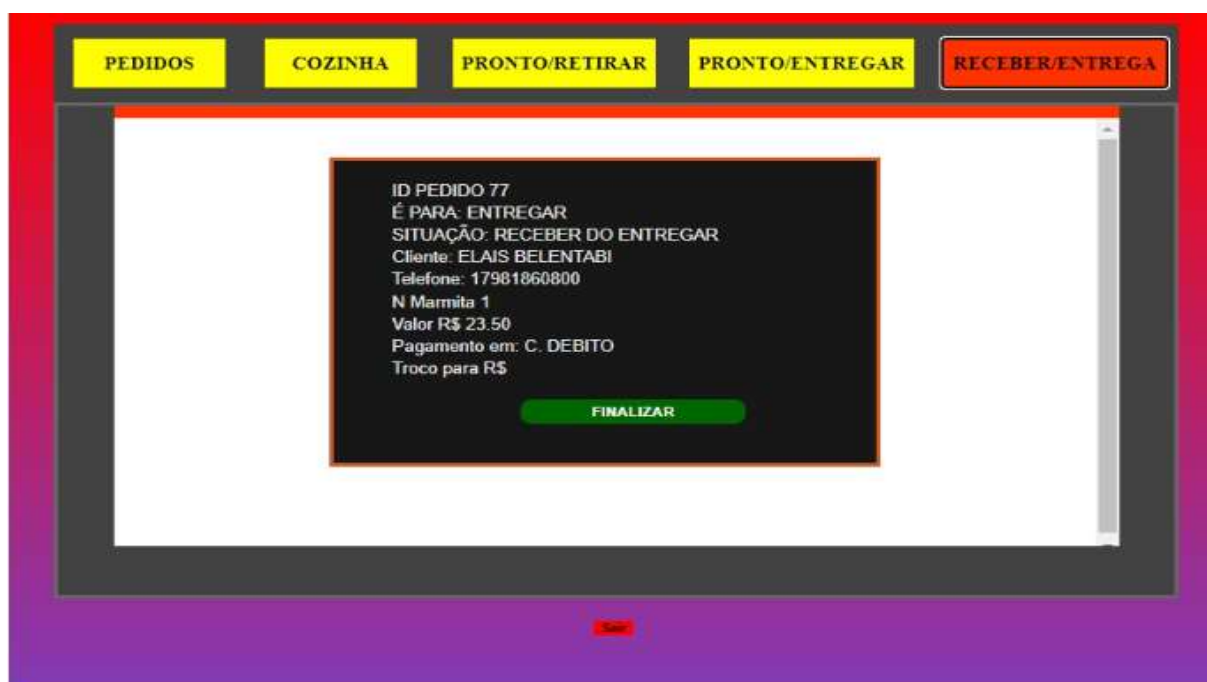 PEDIDOS COZINHA PRONTO/RETIRAR PRONTO/ENTREGAR RECEBER/ENTREGA
ID PEDIDO 77
É PARA: ENTREGAR
SITUAÇÃO: RECEBER DO ENTREGAR
Cliente: ELAIS BELENTABI
Telefone: 17981860800
N Marmita 1
Valor R$ 23.50
Pagamento em: C. DEBITO
Troco para R$
FINALIZAR
Sair